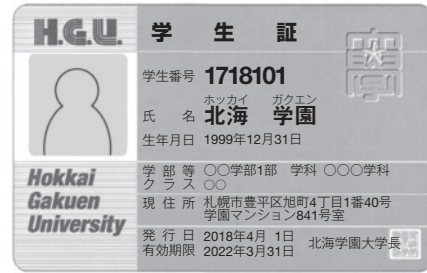 H.G.U. 学生証
学生番号 1718101
ホッカイ ガクエン
氏名 北海 学園
生年月日 1999年12月31日
Hokkai
Gakuen
University
学部等 〇〇学部1部 学科 〇〇〇学科
クラス 〇〇
現住所 札幌市豊平区旭町4丁目1番40号
学園マンション841号室
発行日 2018年4月 1日
有効期限 2022年3月31日
北海学園大学長